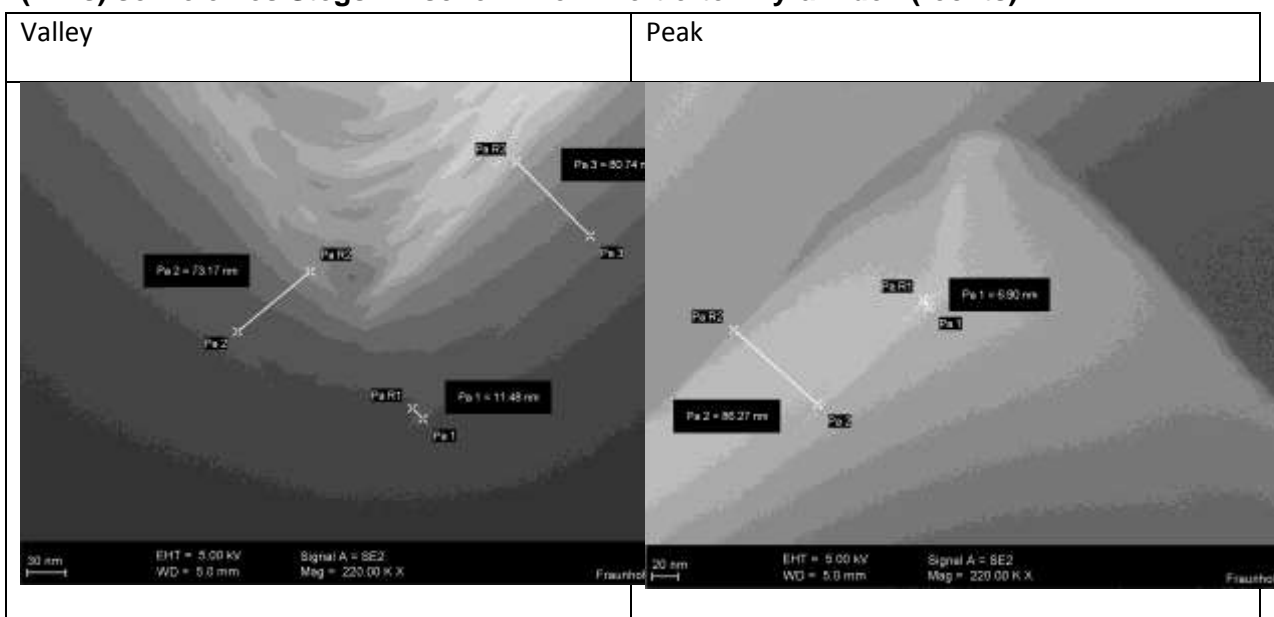 Valley
Peak
Pa R3
Pa 3 = 80.74 n
Pa R2
Pa 2 = 73.17 nm
Pa 3
Pa 2
Pa R1
Pa 1 = 11.48 nm
Pa 1
30 nm
EHT = 5.00 kV
Signal A = SE2
WD = 5.0 mm
Mag = 220.00 K X
Fraunhof
Pa R1
Pa 1 = 6.90 nm
Pa R2
Pa 1
Pa 2 = 86.27 nm
Pa 2
20 nm
EHT = 5.00 kV
Signal A = SE2
WD = 5.0 mm
Mag = 220.00 K X
Fraunhof